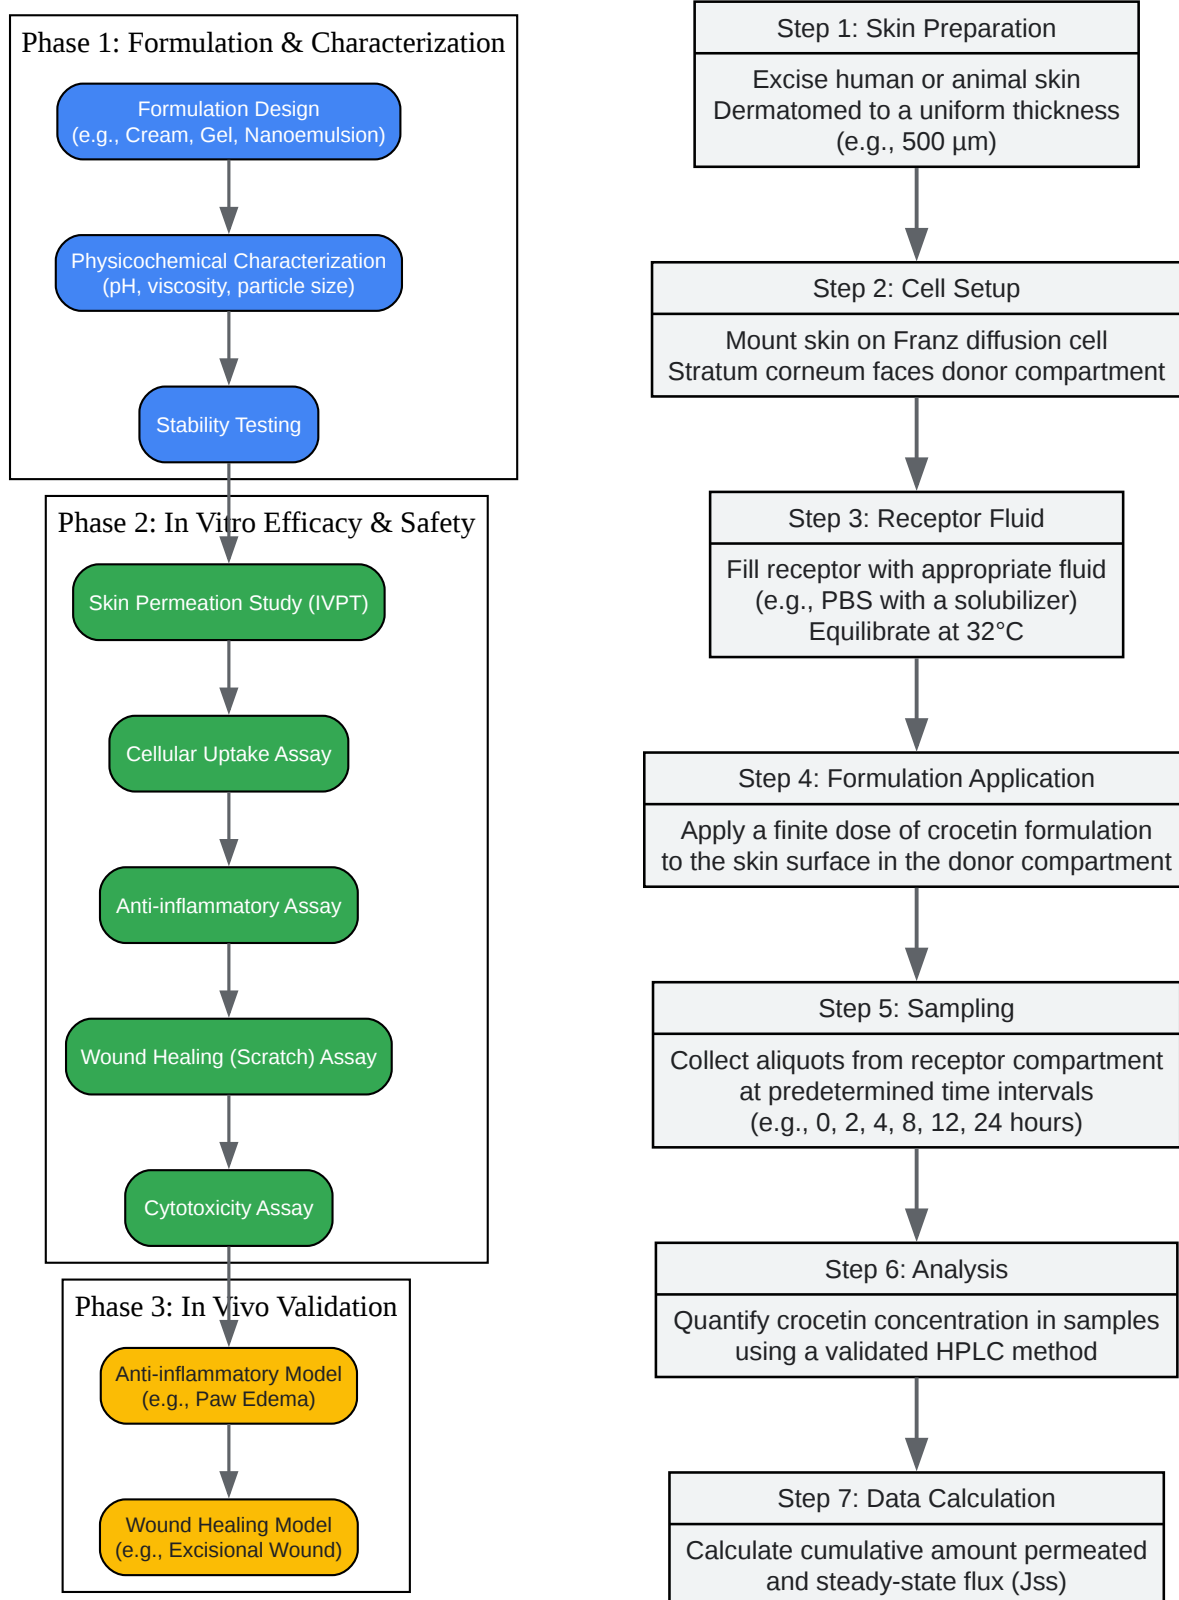 Phase 1: Formulation & Characterization
Formulation Design
(e.g., Cream, Gel, Nanoemulsion)
Physicochemical Characterization
(pH, viscosity, particle size)
Stability Testing
Phase 2: In Vitro Efficacy & Safety
Skin Permeation Study (IVPT)
Cellular Uptake Assay
Anti-inflammatory Assay
Wound Healing (Scratch) Assay
Cytotoxicity Assay
Phase 3: In Vivo Validation
Anti-inflammatory Model
(e.g., Paw Edema)
Wound Healing Model
(e.g., Excisional Wound)
Step 1: Skin Preparation
Excise human or animal skin
Dermatomed to a uniform thickness
(e.g., 500 µm)
Step 2: Cell Setup
Mount skin on Franz diffusion cell
Stratum corneum faces donor compartment
Step 3: Receptor Fluid
Fill receptor with appropriate fluid
(e.g., PBS with a solubilizer)
Equilibrate at 32°C
Step 4: Formulation Application
Apply a finite dose of crocetin formulation
to the skin surface in the donor compartment
Step 5: Sampling
Collect aliquots from receptor compartment
at predetermined time intervals
(e.g., 0, 2, 4, 8, 12, 24 hours)
Step 6: Analysis
Quantify crocetin concentration in samples
using a validated HPLC method
Step 7: Data Calculation
Calculate cumulative amount permeated
and steady-state flux (Jss)